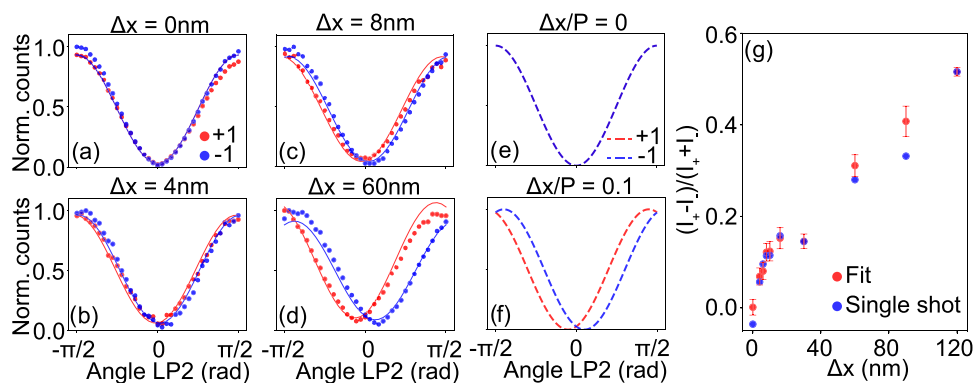 Δx = 0nm
Δx = 8nm
Δx/P = 0
Norm. counts
1.0
0.5
0.0
(a)
+1
-1
(c)
(e)
+1
-1
Δx = 4nm
Δx = 60nm
Δx/P = 0.1
Norm. counts
1.0
0.5
0.0
(b)
(d)
(f)
-π/2
0
π/2
-π/2
0
π/2
-π/2
0
π/2
Angle LP2 (rad)
Angle LP2 (rad)
Angle LP2 (rad)
(g)
(I₊-I₋)/(I₊+I₋)
0.6
0.4
0.2
0.0
Fit
Single shot
0
40
80
120
Δx (nm)